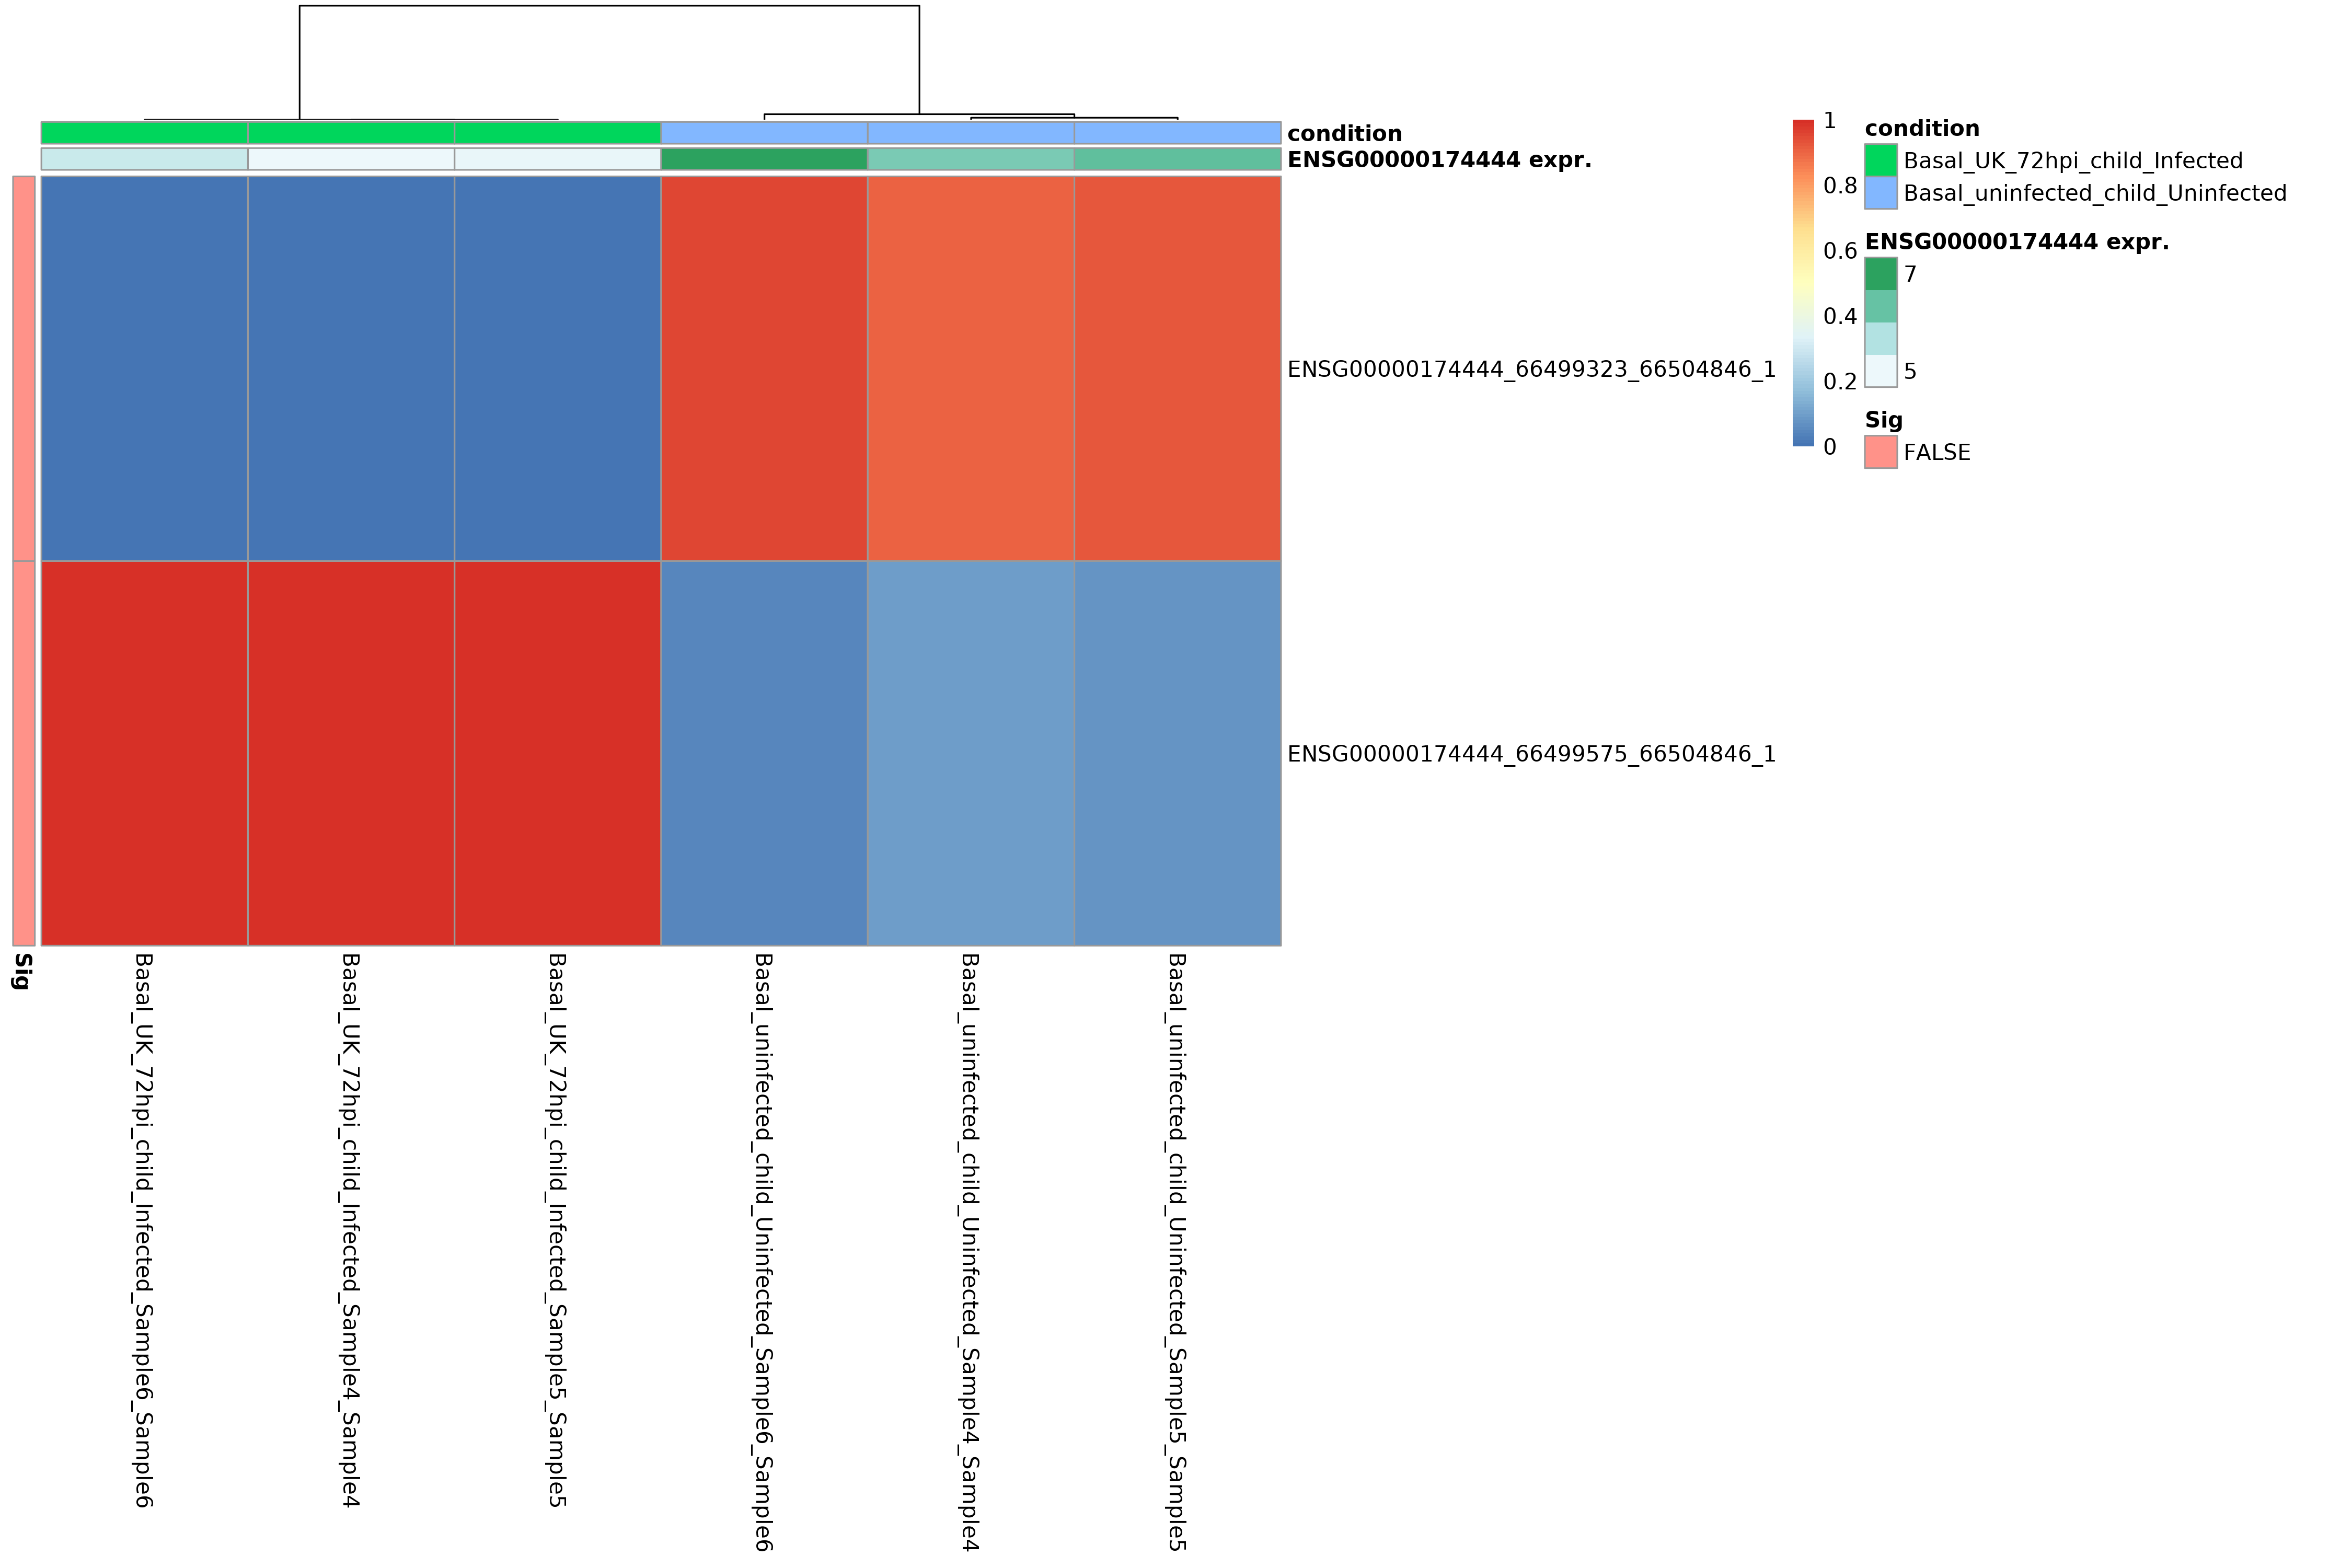 condition
ENSG00000174444 expr.
ENSG00000174444_66499323_66504846_1
ENSG00000174444_66499575_66504846_1
1
0.8
0.6
0.4
0.2
0
condition
Basal_UK_72hpi_child_Infected
Basal_uninfected_child_Uninfected
ENSG00000174444 expr.
7
5
Sig
FALSE
Sig
Basal_UK_72hpi_child_Infected_Sample6_Sample6
Basal_UK_72hpi_child_Infected_Sample4_Sample4
Basal_UK_72hpi_child_Infected_Sample5_Sample5
Basal_uninfected_child_Uninfected_Sample6_Sample6
Basal_uninfected_child_Uninfected_Sample4_Sample4
Basal_uninfected_child_Uninfected_Sample5_Sample5